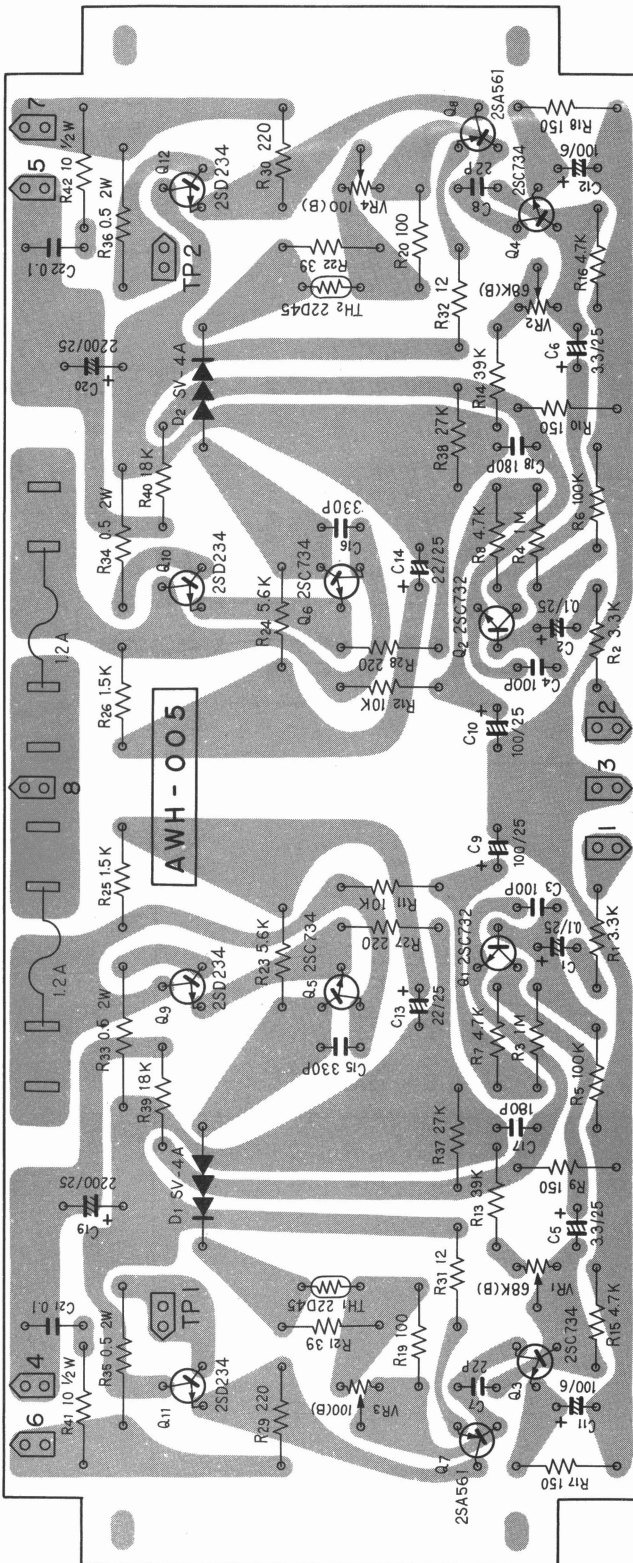 7
5
R42 10 ½W
C22 0.1
R36 0.5 2W
Q12
2SD234
TP2
R30 220
VR4 100(B)
R22 39
TH2 22D45
R20 100
Q8
2SA561
R18 150
C8 22P
2SC734
100/6
C12
Q4
R16 4.7K
R32 12
68K(B)
VR2
C6
3.3/25
2200/25
C20
D2 SV-4A
R14 39K
R10 150
R38 27K
C18 180P
R40 18K
R34 0.5 2W
330P
C16
Q10
2SD234
Q6 2SC734
R24 5.6K
C14
22/25
R8 4.7K
R4 1M
R6 100K
1.2A
R28 220
R12 10K
Q2 2SC732
0.1/25
C2
R2 3.3K
C4 100P
R26 1.5K
C10
100/25
2
8
AWH-005
3
1
C9
100/25
R25 1.5K
R11 10K
R27 220
C3 100P
R23 5.6K
Q5 2SC734
Q1 2SC732
0.1/25
C1
R1 3.3K
1.2A
Q9
2SD234
R33 0.5 2W
C13
22/25
R7 4.7K
R3 1M
R5 100K
C15 330P
R39 18K
R37 27K
180P
C17
2200/25
C19
D1 SV-4A
R13 39K
R9 150
C5
3.3/25
R31 12
68K(B)
VR1
C21 0.1
R35 0.5 2W
TP1
TH1 22D45
R21 39
R19 100
R15 4.7K
22P
C7
2SC734
Q3
4
R41 10 ½W
Q11
2SD234
100(B)
VR3
R29 220
100/6
C11
6
Q7
2SA561
R17 150